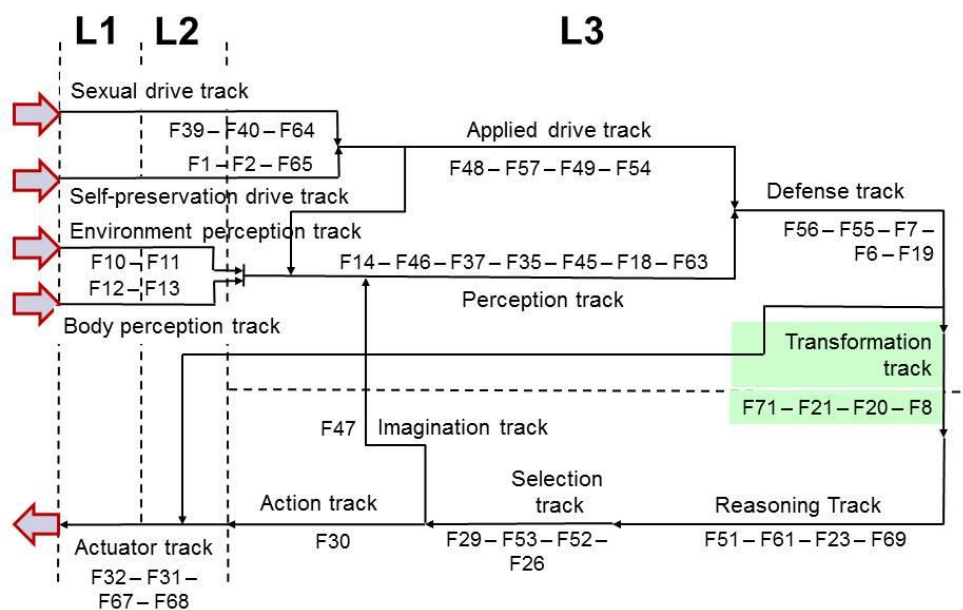 L1
L2
L3
Sexual drive track
F39 – F40 – F64
Applied drive track
F1 – F2 – F65
F48 – F57 – F49 – F54
Self-preservation drive track
Defense track
Environment perception track
F56 – F55 – F7 –
F6 – F19
F10 – F11
F14 – F46 – F37 – F35 – F45 – F18 – F63
F12 – F13
Perception track
Body perception track
Transformation
track
F71 – F21 – F20 – F8
F47
Imagination track
Selection
track
Action track
Reasoning Track
Actuator track
F30
F29 – F53 – F52 –
F26
F51 – F61 – F23 – F69
F32 – F31 –
F67 – F68